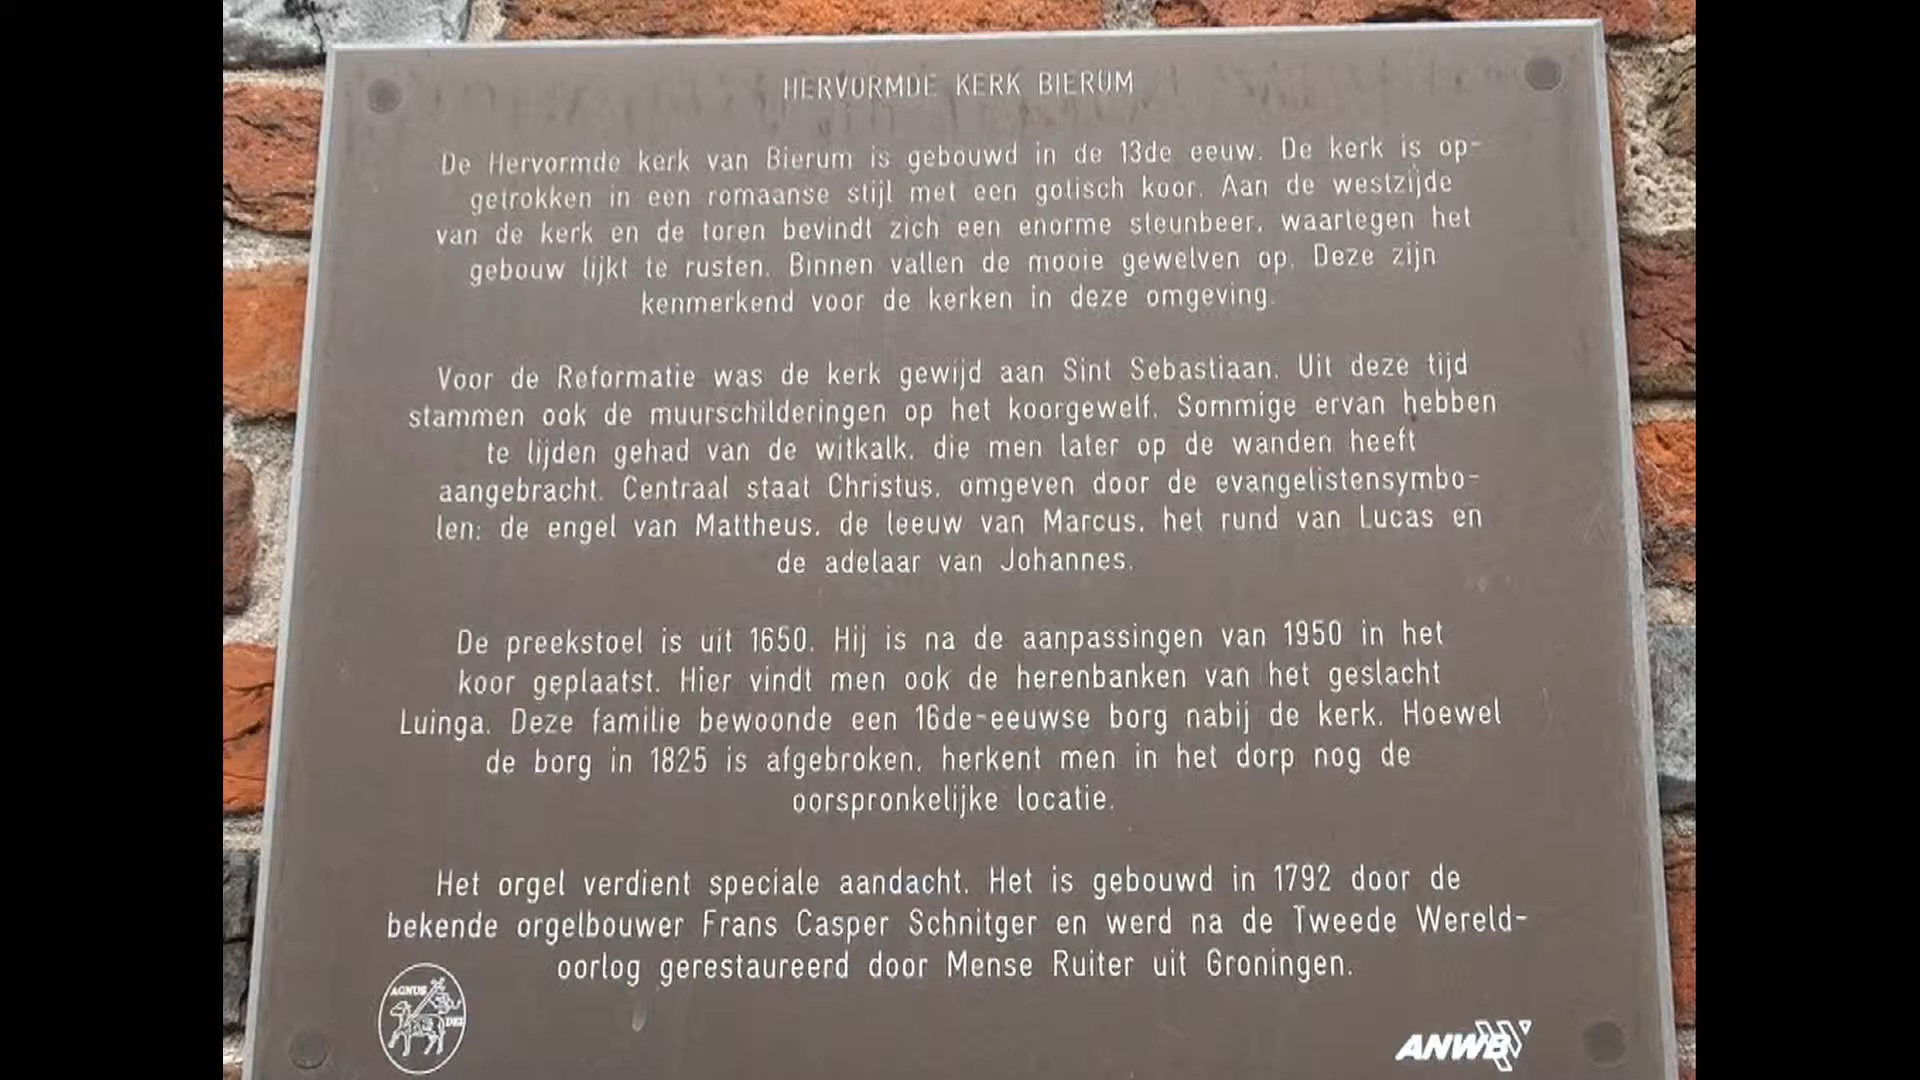 HERVORMDE KERK BIERUM
De Hervormde kerk van Bierum is gebouwd in de 13de eeuw. De kerk is op-
getrokken in een romaanse stijl met een gotisch koor. Aan de westzijde
van de kerk en de toren bevindt zich een enorme steunbeer, waartegen het
gebouw lijkt te rusten. Binnen vallen de mooie gewelven op. Deze zijn
kenmerkend voor de kerken in deze omgeving.
Voor de Reformatie was de kerk gewijd aan Sint Sebastiaan. Uit deze tijd
stammen ook de muurschilderingen op het koorgewelf. Sommige ervan hebben
te lijden gehad van de witkalk, die men later op de wanden heeft
aangebracht. Centraal staat Christus, omgeven door de evangelistensymbo-
len: de engel van Mattheus, de leeuw van Marcus, het rund van Lucas en
de adelaar van Johannes.
De preekstoel is uit 1650. Hij is na de aanpassingen van 1950 in het
koor geplaatst. Hier vindt men ook de herenbanken van het geslacht
Luinga. Deze familie bewoonde een 16de-eeuwse borg nabij de kerk. Hoewel
de borg in 1825 is afgebroken, herkent men in het dorp nog de
oorspronkelijke locatie.
Het orgel verdient speciale aandacht. Het is gebouwd in 1792 door de
bekende orgelbouwer Frans Casper Schnitger en werd na de Tweede Wereld-
oorlog gerestaureerd door Mense Ruiter uit Groningen.
AGNUS
DEI
ANWB